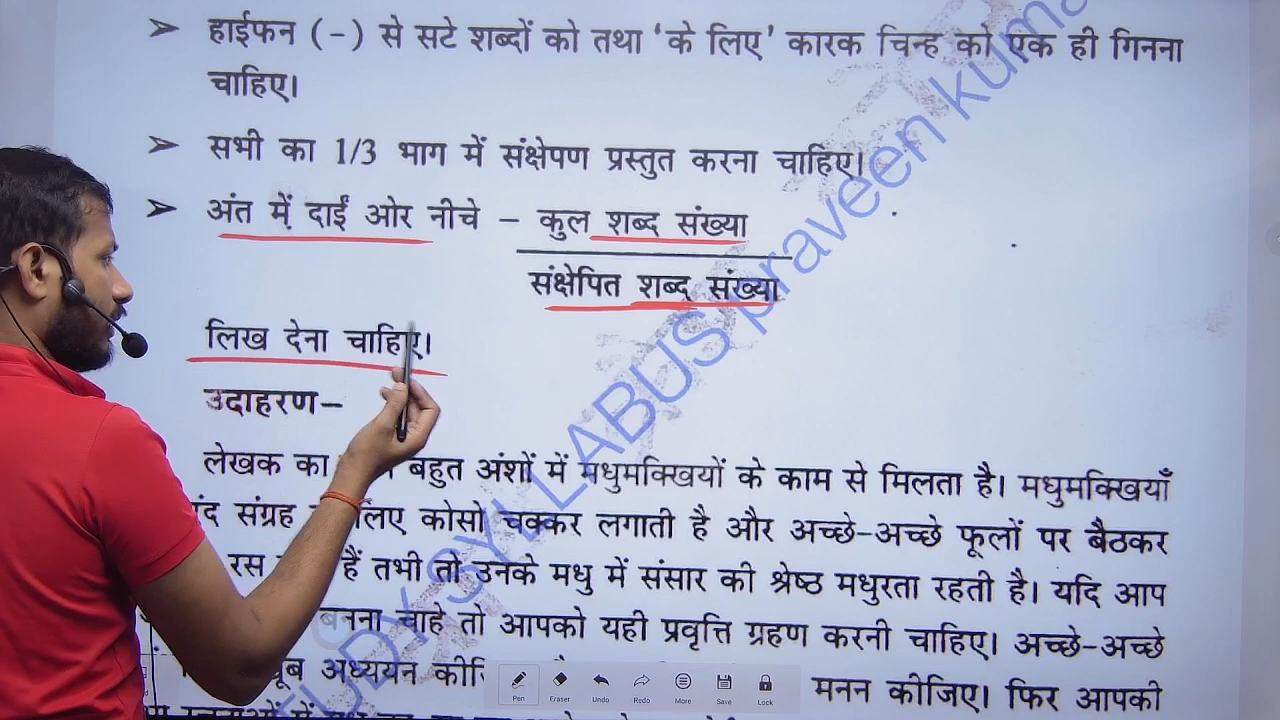 ➤ हाईफन (-) से सटे शब्दों को तथा 'के लिए' कारक चिन्ह को एक ही गिनना
चाहिए।
➤ सभी का 1/3 भाग में संक्षेपण प्रस्तुत करना चाहिए।
➤ अंत में दाईं ओर नीचे – कुल शब्द संख्या
संक्षेपित शब्द संख्या
लिख देना चाहिए।
उदाहरण–
लेखक का बहुत अंशों में मधुमक्खियों के काम से मिलता है। मधुमक्खियाँ
संग्रह लिए कोसो चक्कर लगाती है और अच्छे-अच्छे फूलों पर बैठकर
रस हैं तभी तो उनके मधु में संसार की श्रेष्ठ मधुरता रहती है। यदि आप
बनना चाहे तो आपको यही प्रवृत्ति ग्रहण करनी चाहिए। अच्छे-अच्छे
अध्ययन मनन कीजिए। फिर आपकी
SYLLABUS praveen kuma
Pen Eraser Undo Redo More Save Lock